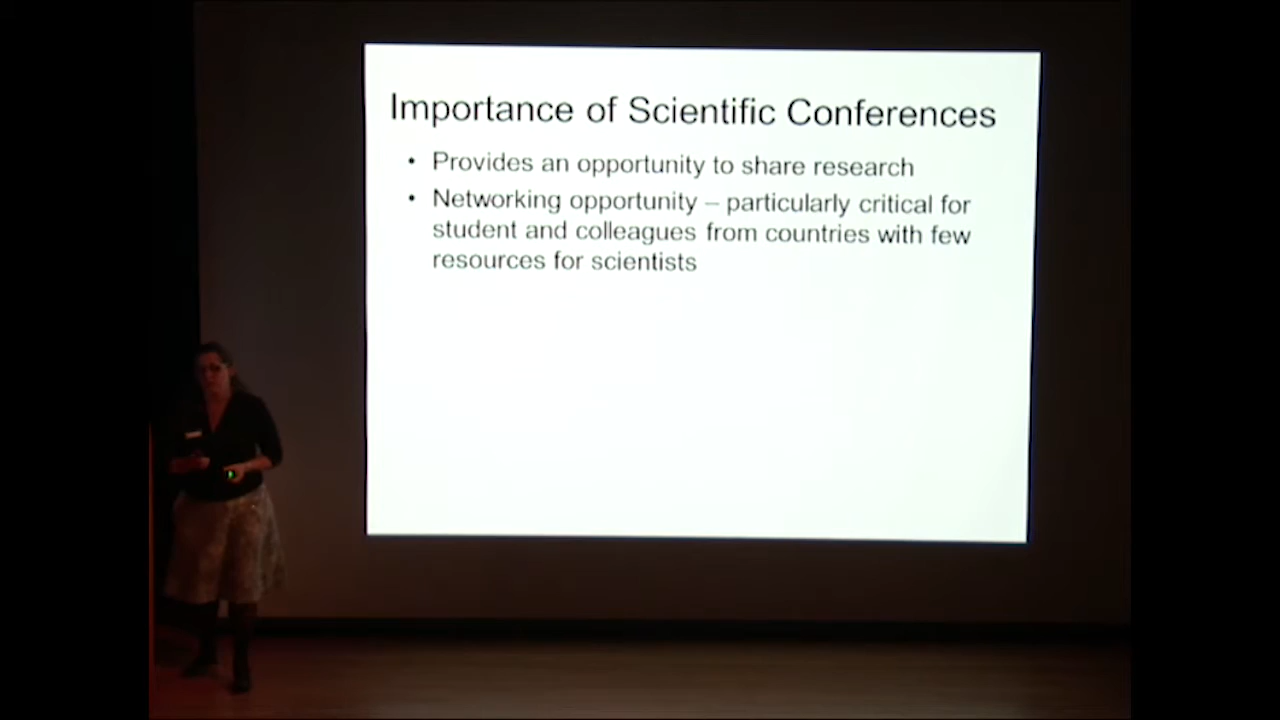 Importance of Scientific Conferences
• Provides an opportunity to share research
• Networking opportunity – particularly critical for
student and colleagues from countries with few
resources for scientists